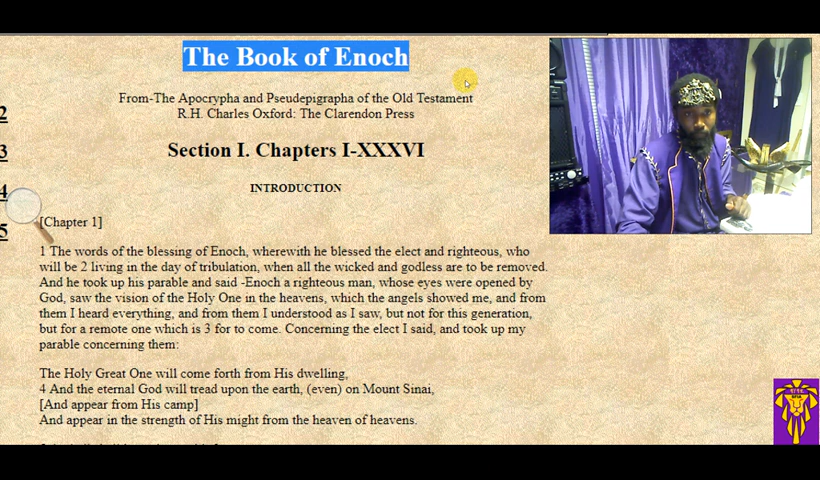 The Book of Enoch
From-The Apocrypha and Pseudepigrapha of the Old Testament
R.H. Charles Oxford: The Clarendon Press
2
3
Section I. Chapters I-XXXVI
4
INTRODUCTION
5
[Chapter 1]
1 The words of the blessing of Enoch, wherewith he blessed the elect and righteous, who
will be 2 living in the day of tribulation, when all the wicked and godless are to be removed.
And he took up his parable and said -Enoch a righteous man, whose eyes were opened by
God, saw the vision of the Holy One in the heavens, which the angels showed me, and from
them I heard everything, and from them I understood as I saw, but not for this generation,
but for a remote one which is 3 for to come. Concerning the elect I said, and took up my
parable concerning them:
The Holy Great One will come forth from His dwelling,
4 And the eternal God will tread upon the earth, (even) on Mount Sinai,
[And appear from His camp]
And appear in the strength of His might from the heaven of heavens.